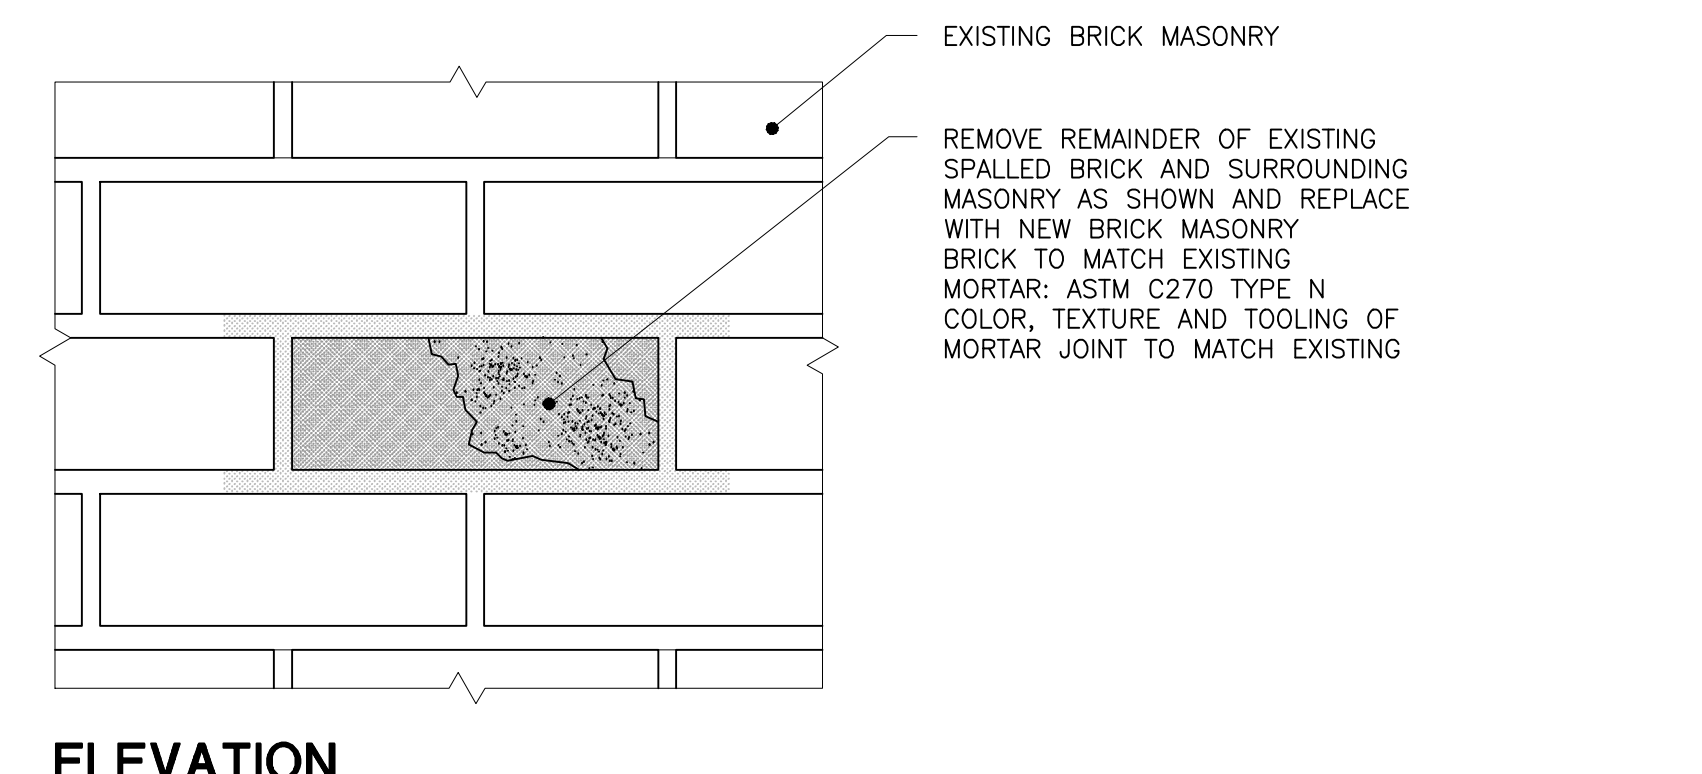 EXISTING BRICK MASONRY
REMOVE REMAINDER OF EXISTING
SPALLED BRICK AND SURROUNDING
MASONRY AS SHOWN AND REPLACE
WITH NEW BRICK MASONRY
BRICK TO MATCH EXISTING
MORTAR: ASTM C270 TYPE N
COLOR, TEXTURE AND TOOLING OF
MORTAR JOINT TO MATCH EXISTING
ELEVATION